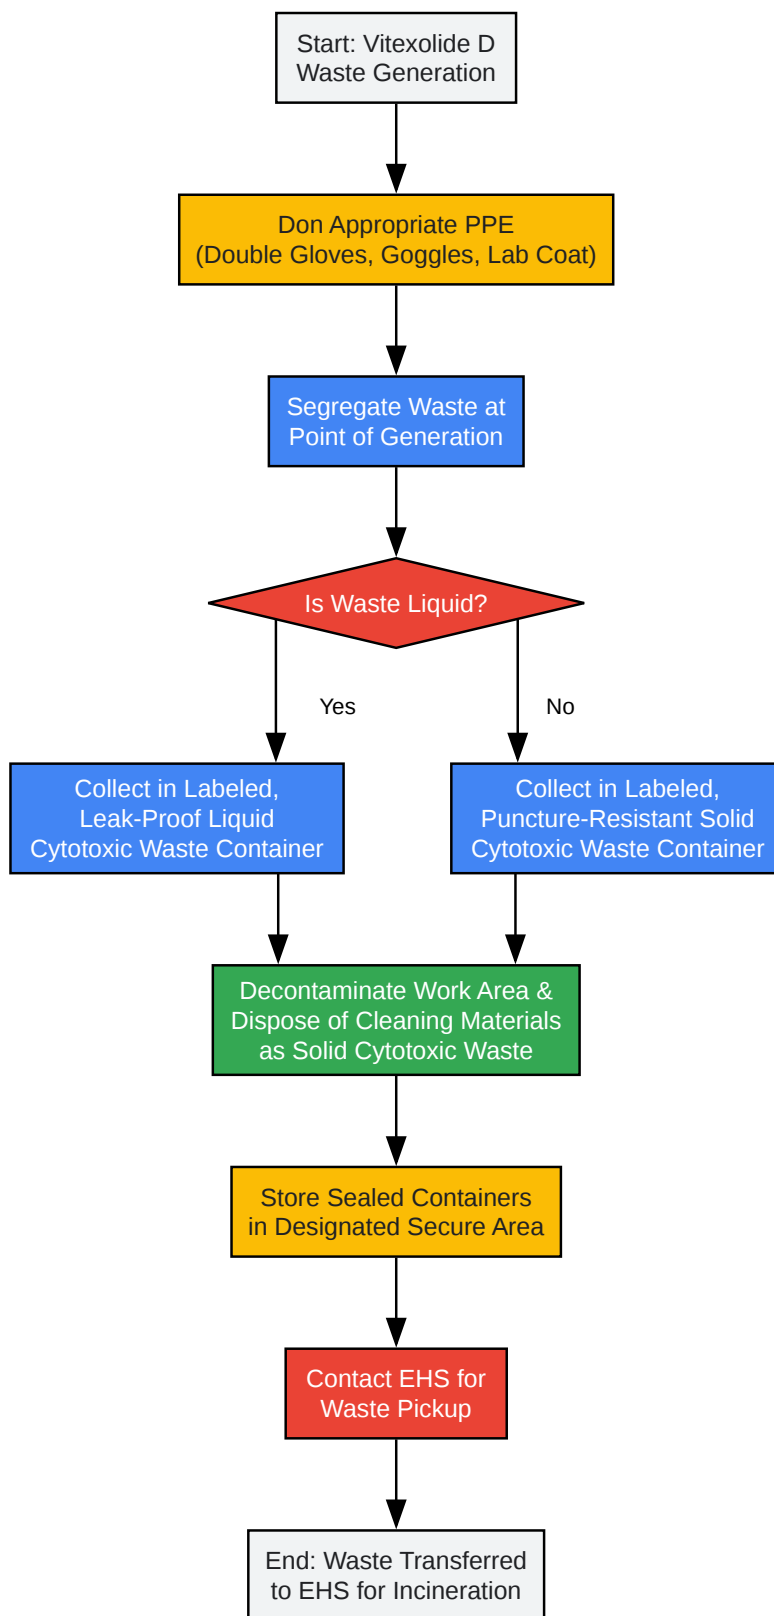 Start: Vitexolide D
Waste Generation
Don Appropriate PPE
(Double Gloves, Goggles, Lab Coat)
Segregate Waste at
Point of Generation
Is Waste Liquid?
Yes
No
Collect in Labeled,
Leak-Proof Liquid
Cytotoxic Waste Container
Collect in Labeled,
Puncture-Resistant Solid
Cytotoxic Waste Container
Decontaminate Work Area &
Dispose of Cleaning Materials
as Solid Cytotoxic Waste
Store Sealed Containers
in Designated Secure Area
Contact EHS for
Waste Pickup
End: Waste Transferred
to EHS for Incineration